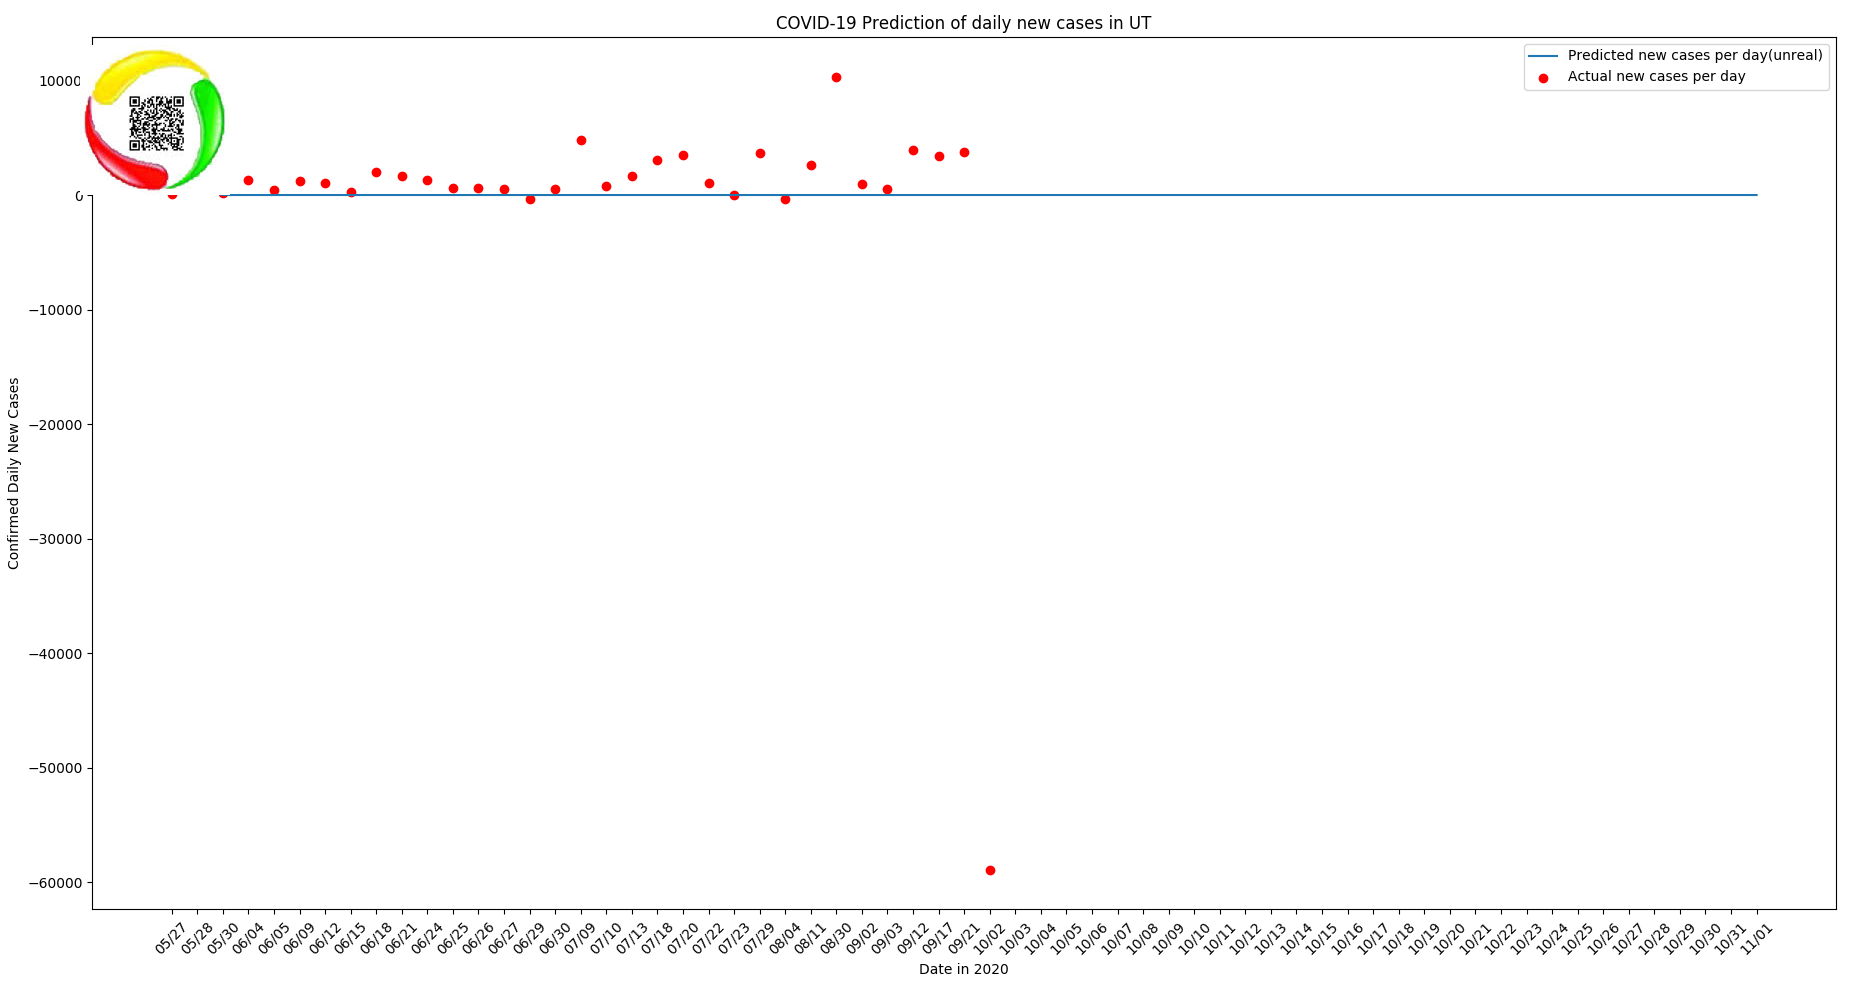 COVID-19 Prediction of daily new cases in UT
Predicted new cases per day(unreal)
Actual new cases per day
10000
0
−10000
−20000
−30000
−40000
−50000
−60000
Confirmed Daily New Cases
05/27 05/28 05/30 06/04 06/05 06/09 06/12 06/15 06/18 06/21 06/24 06/25 06/26 06/27 06/29 06/30 07/09 07/10 07/13 07/18 07/20 07/22 07/23 07/29 08/04 08/11 08/30 09/02 09/03 09/12 09/17 09/21 10/02 10/03 10/04 10/05 10/06 10/07 10/08 10/09 10/10 10/11 10/12 10/13 10/14 10/15 10/16 10/17 10/18 10/19 10/20 10/21 10/22 10/23 10/24 10/25 10/26 10/27 10/28 10/29 10/30 10/31 11/01
Date in 2020